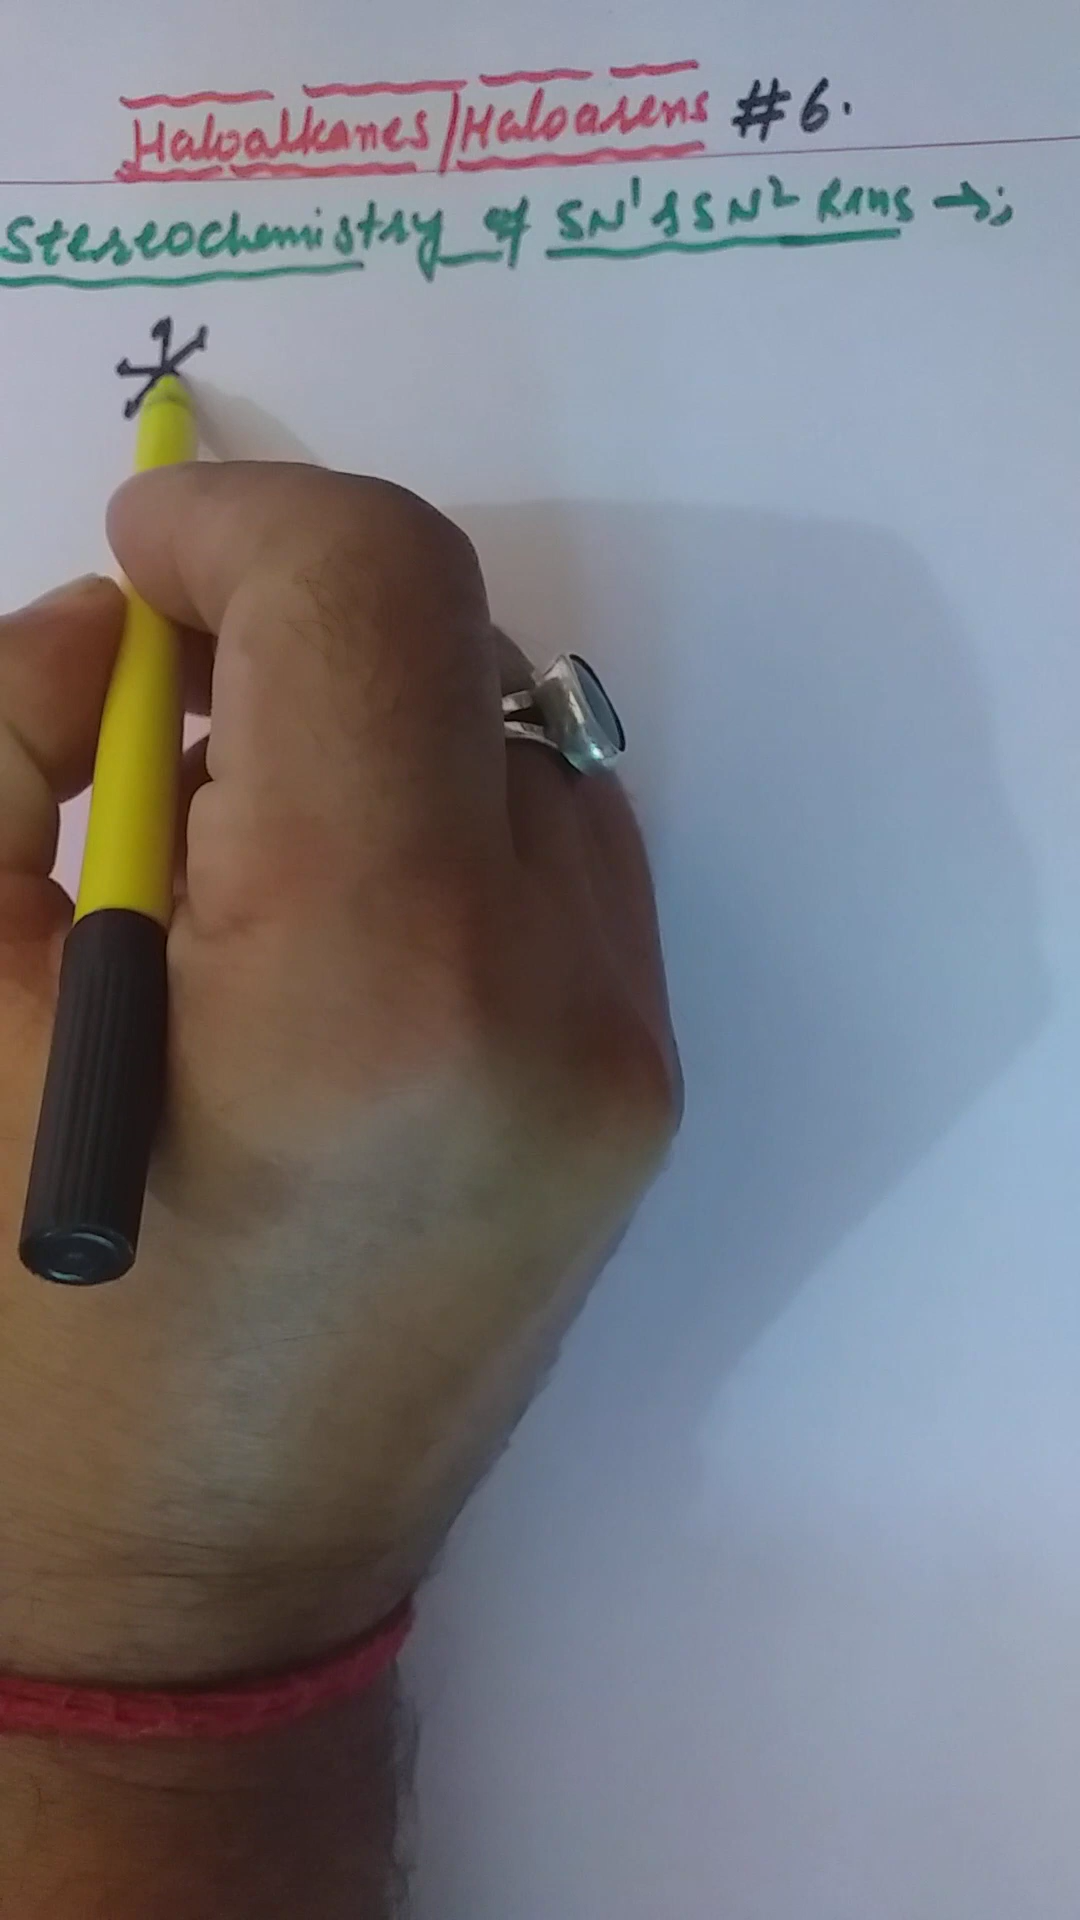 Haloalkanes/Haloarens #6.
Stereochemistry of SN¹ & SN² Rxns →;